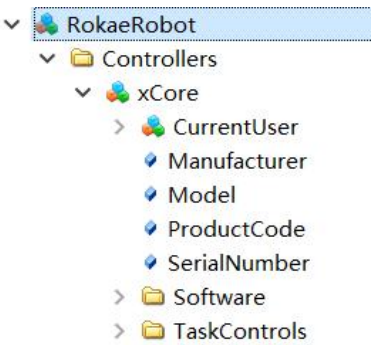 RokaeRobot
Controllers
xCore
CurrentUser
Manufacturer
Model
ProductCode
SerialNumber
Software
TaskControls